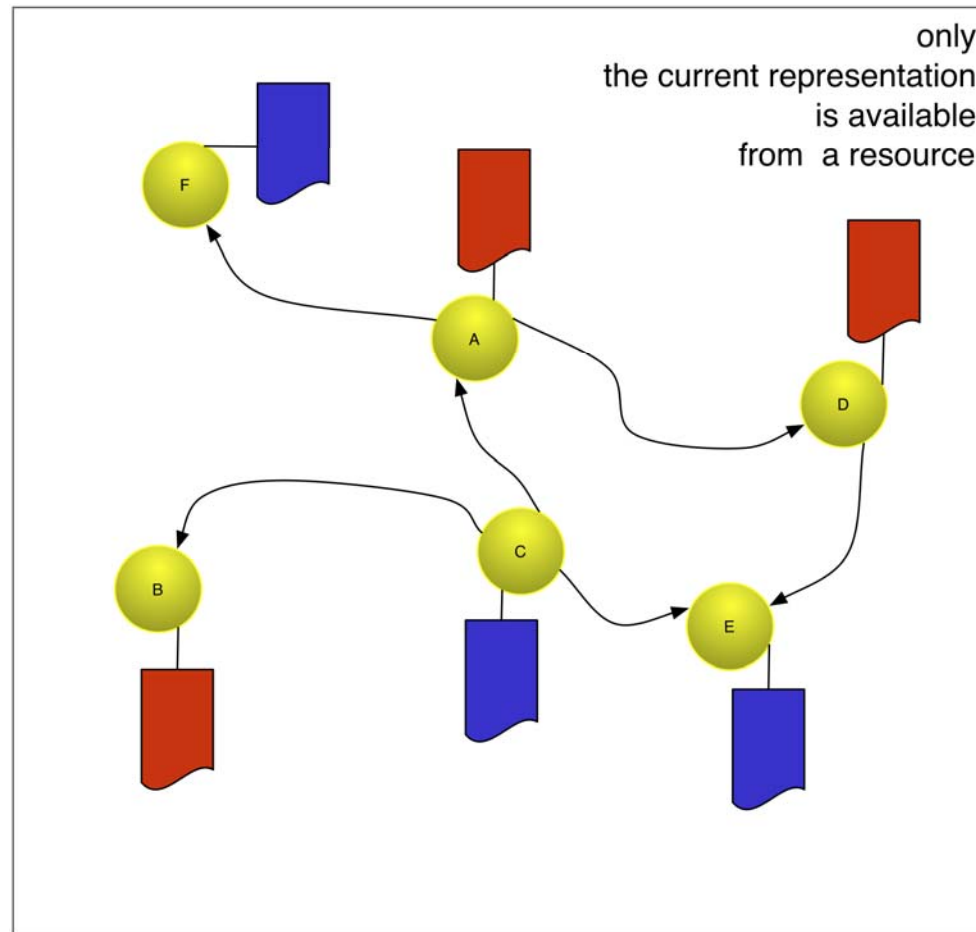 only
the current representation
is available
from a resource
F
A
D
C
B
E